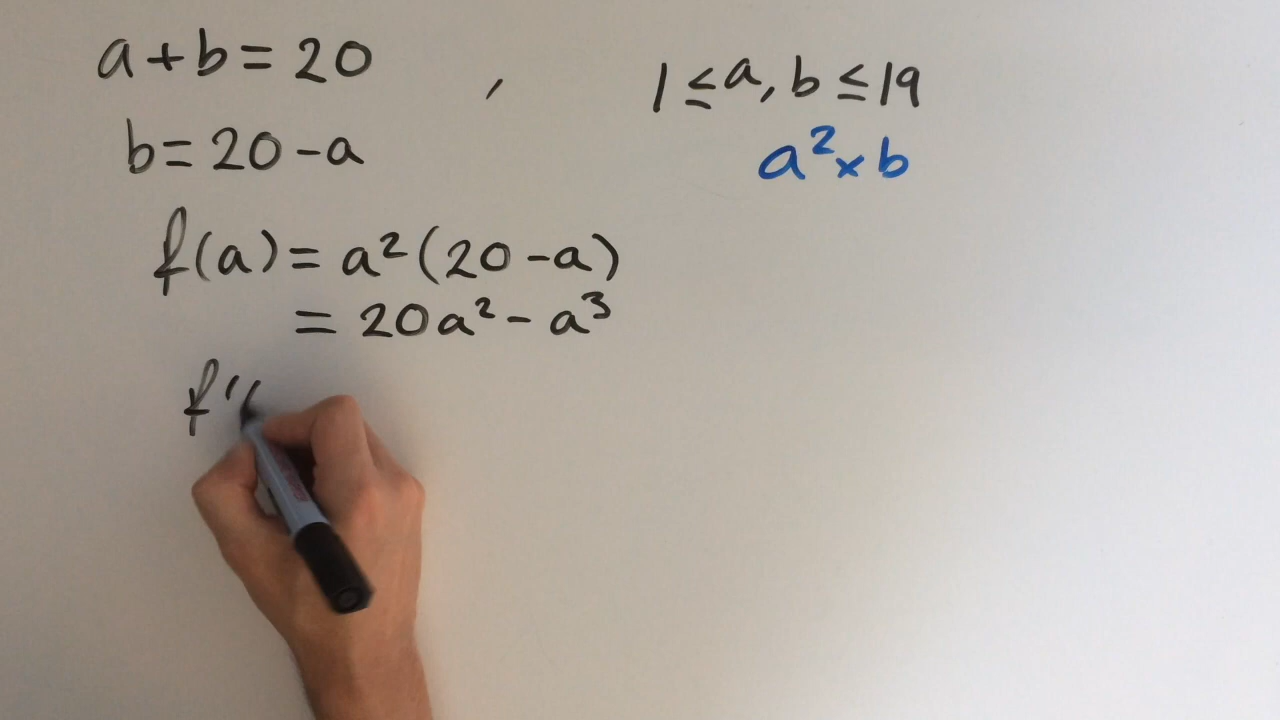 a + b = 20 , 1 ≤ a, b ≤ 19
b = 20 - a
a² × b
f(a) = a² (20 - a)
= 20a² - a³
f'(